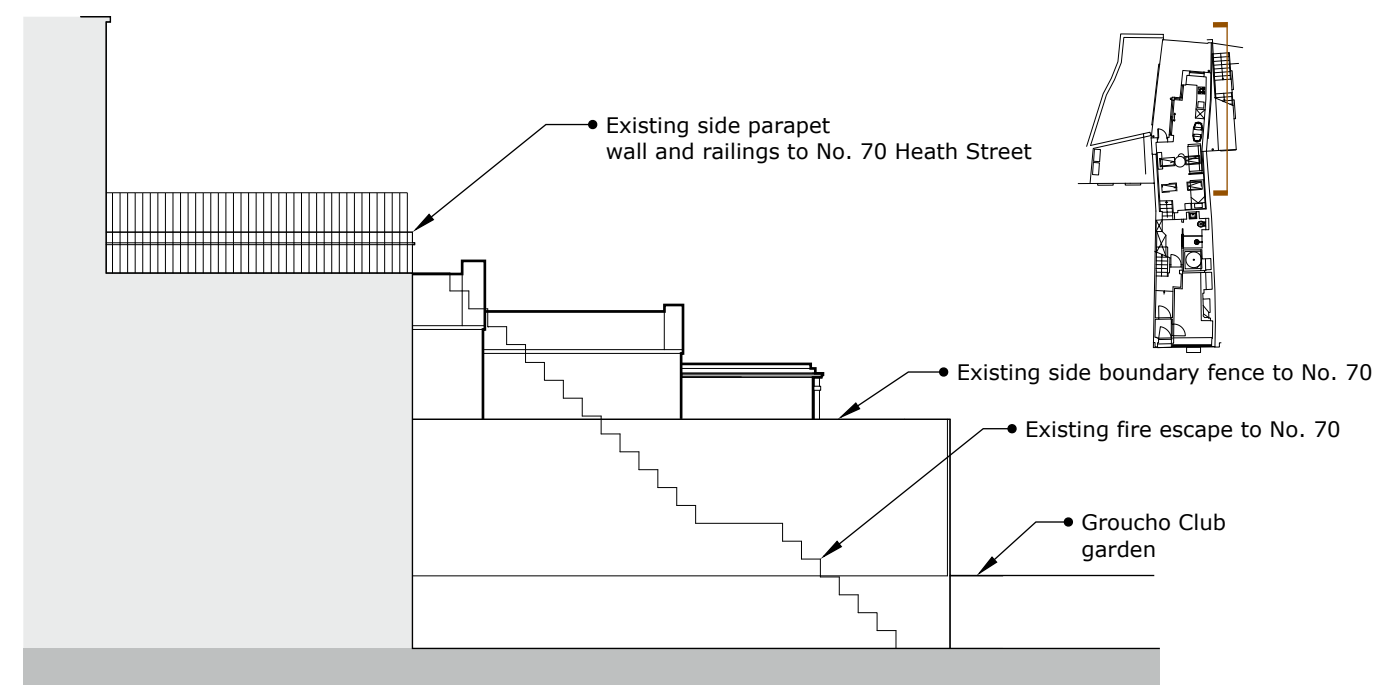 Existing side parapet
wall and railings to No. 70 Heath Street
Existing side boundary fence to No. 70
Existing fire escape to No. 70
Groucho Club
garden